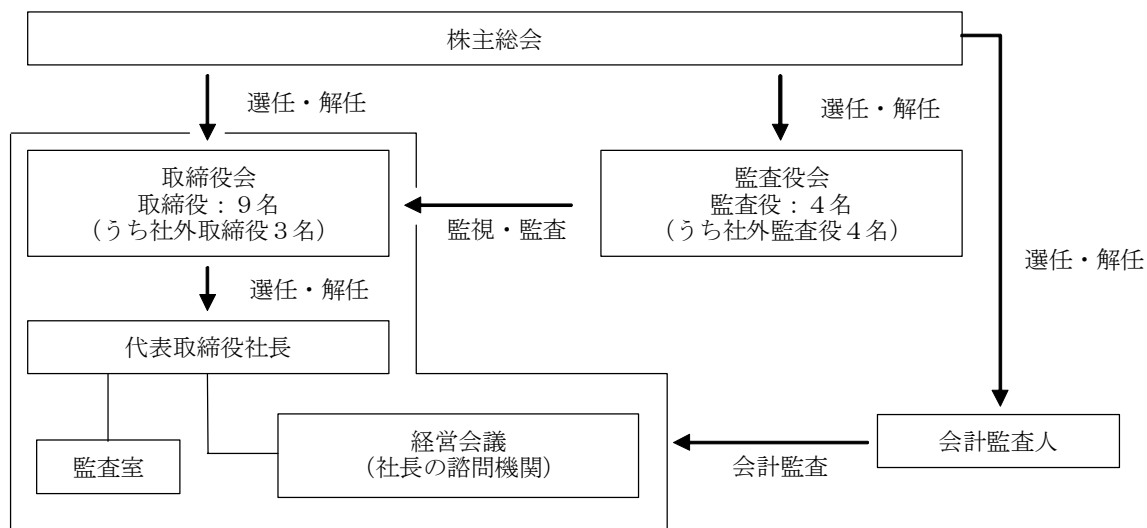 株主総会
選任・解任
選任・解任
取締役会
取締役：９名
（うち社外取締役３名）
監査役会
監査役：４名
（うち社外監査役４名）
監視・監査
選任・解任
選任・解任
代表取締役社長
経営会議
（社長の諮問機関）
監査室
会計監査人
会計監査